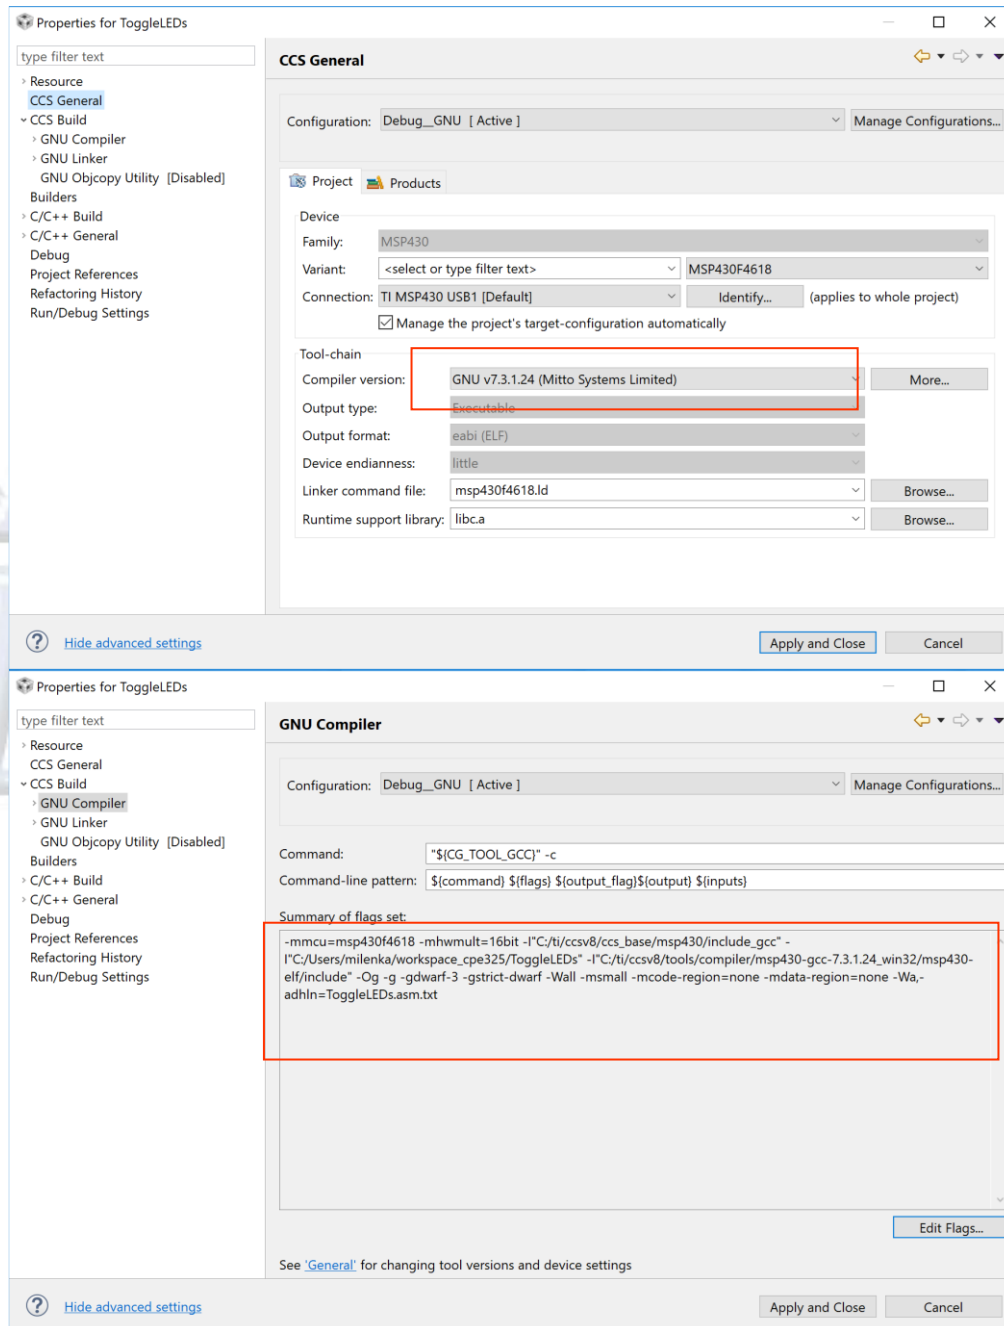 Properties for ToggleLEDs
type filter text
CCS General
Resource
CCS General
CCS Build
GNU Compiler
GNU Linker
GNU Objcopy Utility [Disabled]
Builders
C/C++ Build
C/C++ General
Debug
Project References
Refactoring History
Run/Debug Settings
Configuration: Debug__GNU [ Active ] Manage Configurations...
Project Products
Device
Family: MSP430
Variant: <select or type filter text> MSP430F4618
Connection: TI MSP430 USB1 [Default] Identify... (applies to whole project)
Manage the project's target-configuration automatically
Tool-chain
Compiler version: GNU v7.3.1.24 (Mitto Systems Limited) More...
Output type: Executable
Output format: eabi (ELF)
Device endianness: little
Linker command file: msp430f4618.ld Browse...
Runtime support library: libc.a Browse...
Hide advanced settings Apply and Close Cancel
Properties for ToggleLEDs
type filter text
GNU Compiler
Resource
CCS General
CCS Build
GNU Compiler
GNU Linker
GNU Objcopy Utility [Disabled]
Builders
C/C++ Build
C/C++ General
Debug
Project References
Refactoring History
Run/Debug Settings
Configuration: Debug__GNU [ Active ] Manage Configurations...
Command: "${CG_TOOL_GCC}" -c
Command-line pattern: ${command} ${flags} ${output_flag}${output} ${inputs}
Summary of flags set:
-mmcu=msp430f4618 -mhwmult=16bit -I"C:/ti/ccsv8/ccs_base/msp430/include_gcc" -
I"C:/Users/milenka/workspace_cpe325/ToggleLEDs" -I"C:/ti/ccsv8/tools/compiler/msp430-gcc-7.3.1.24_win32/msp430-
elf/include" -Og -g -gdwarf-3 -gstrict-dwarf -Wall -msmall -mcode-region=none -mdata-region=none -Wa,-
adhln=ToggleLEDs.asm.txt
Edit Flags...
See 'General' for changing tool versions and device settings
Hide advanced settings Apply and Close Cancel